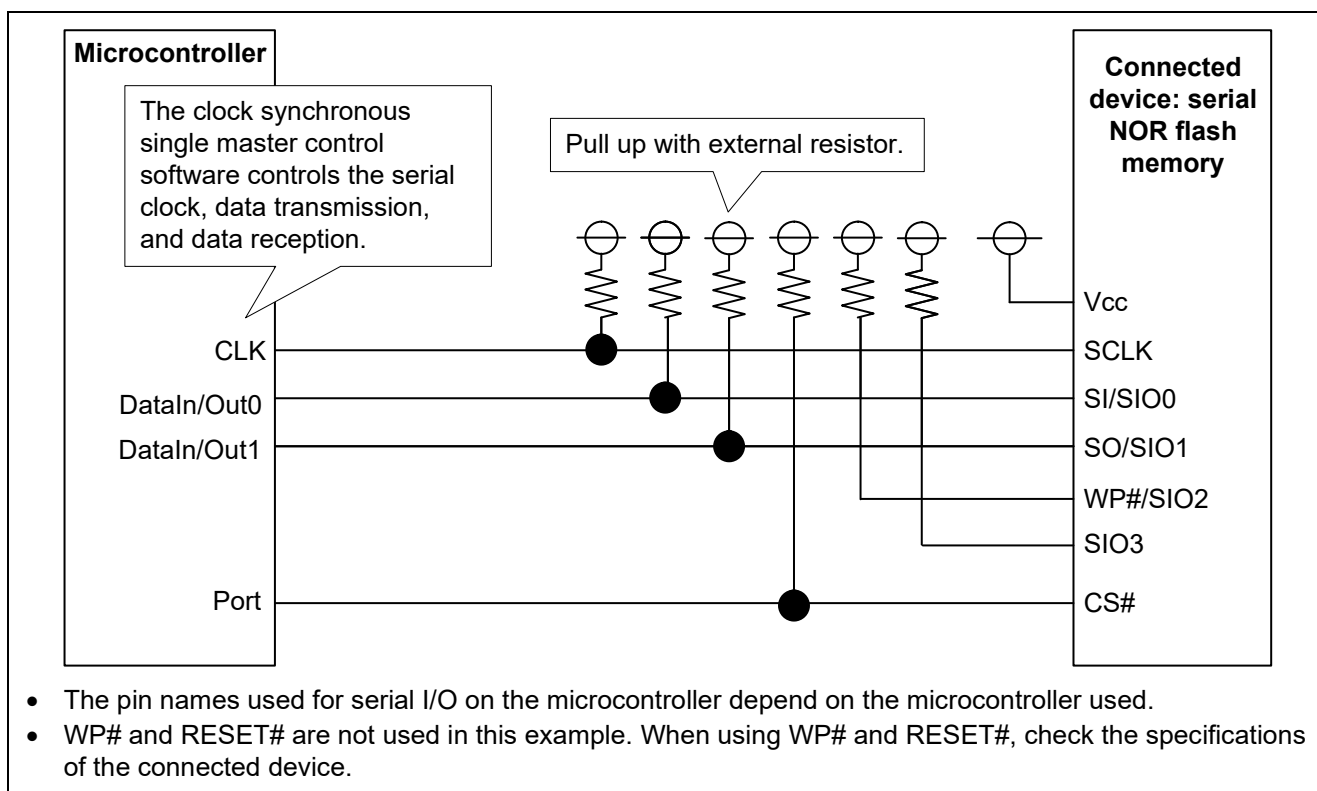 Microcontroller
The clock synchronous
single master control
software controls the serial
clock, data transmission,
and data reception.
Pull up with external resistor.
Connected
device: serial
NOR flash
memory
CLK
DataIn/Out0
DataIn/Out1
Port
Vcc
SCLK
SI/SIO0
SO/SIO1
WP#/SIO2
SIO3
CS#
• The pin names used for serial I/O on the microcontroller depend on the microcontroller used.
• WP# and RESET# are not used in this example. When using WP# and RESET#, check the specifications
of the connected device.